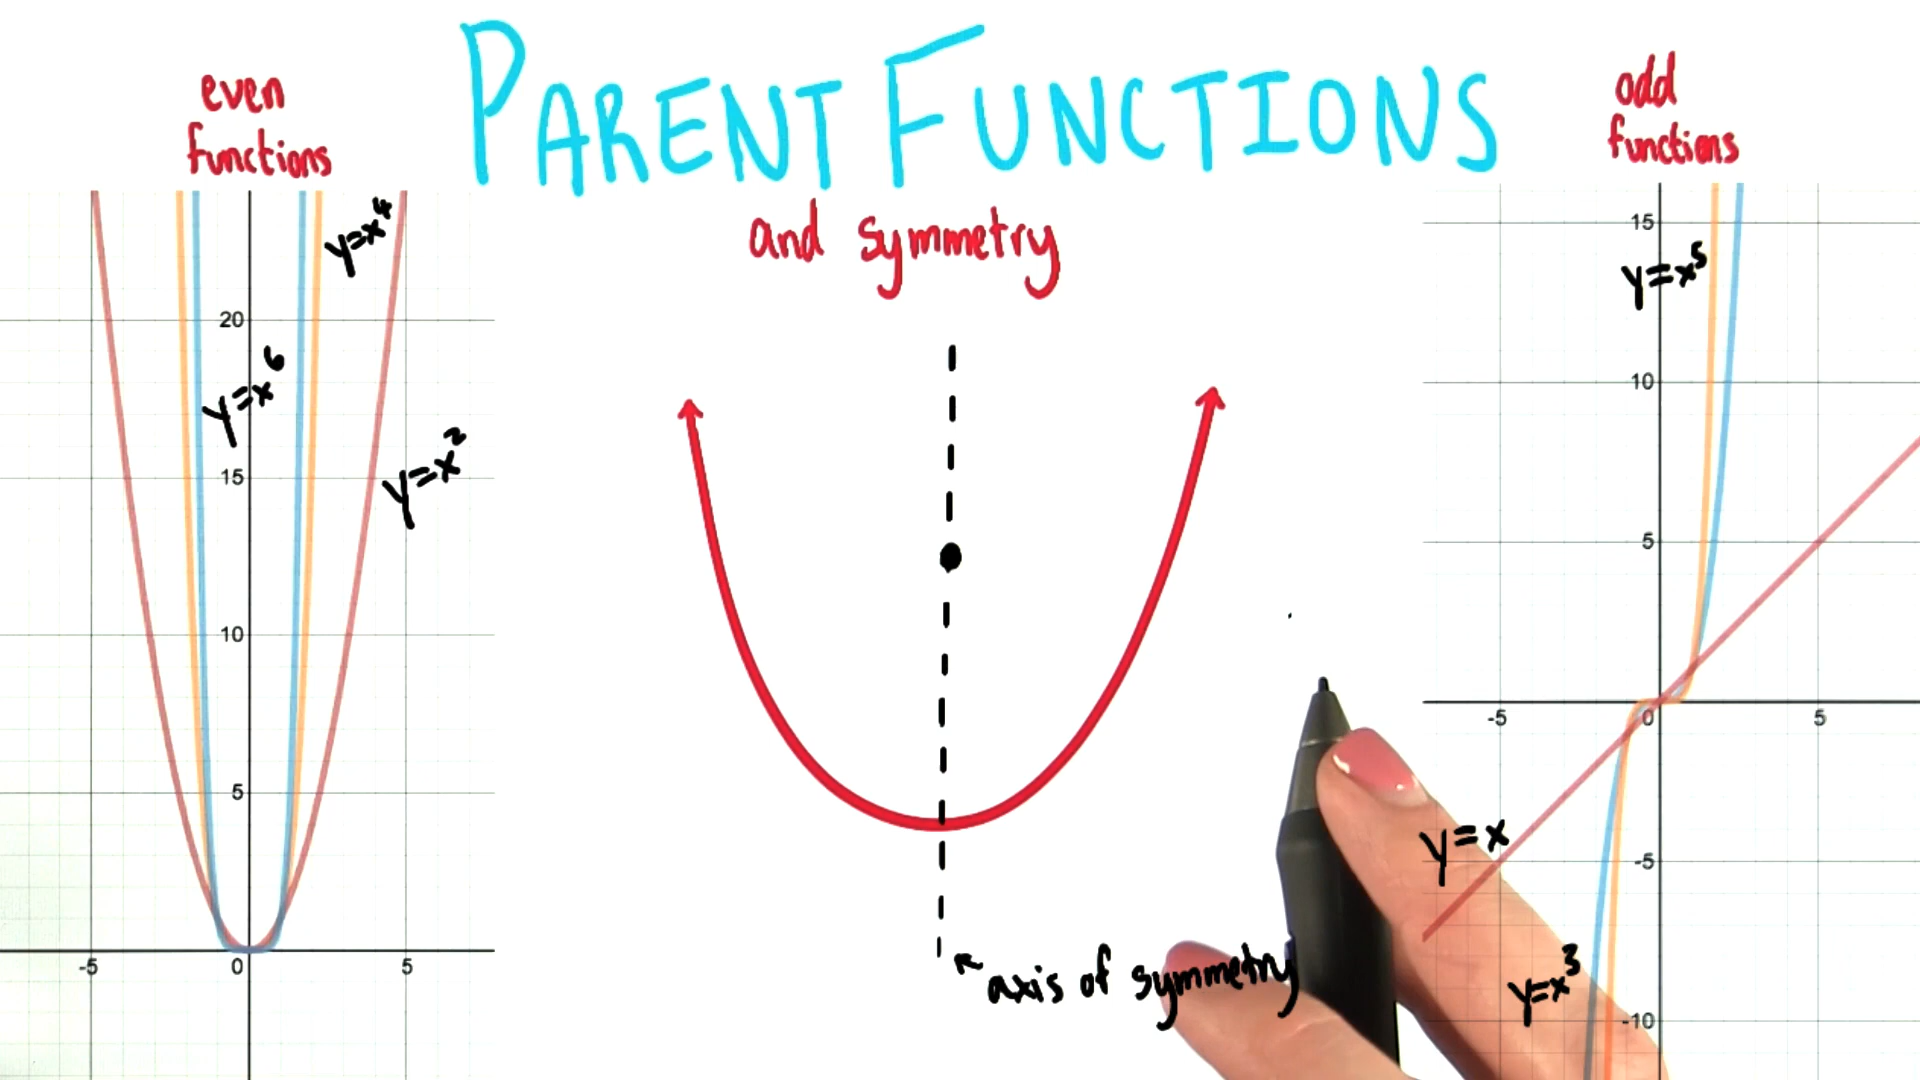 PARENT FUNCTIONS
and symmetry
even
functions
y=x⁴
20
y=x⁶
15
y=x²
10
5
-5
0
5
axis of symmetry
odd
functions
15
y=x⁵
10
5
-5
0
5
y=x
-5
y=x³
-10